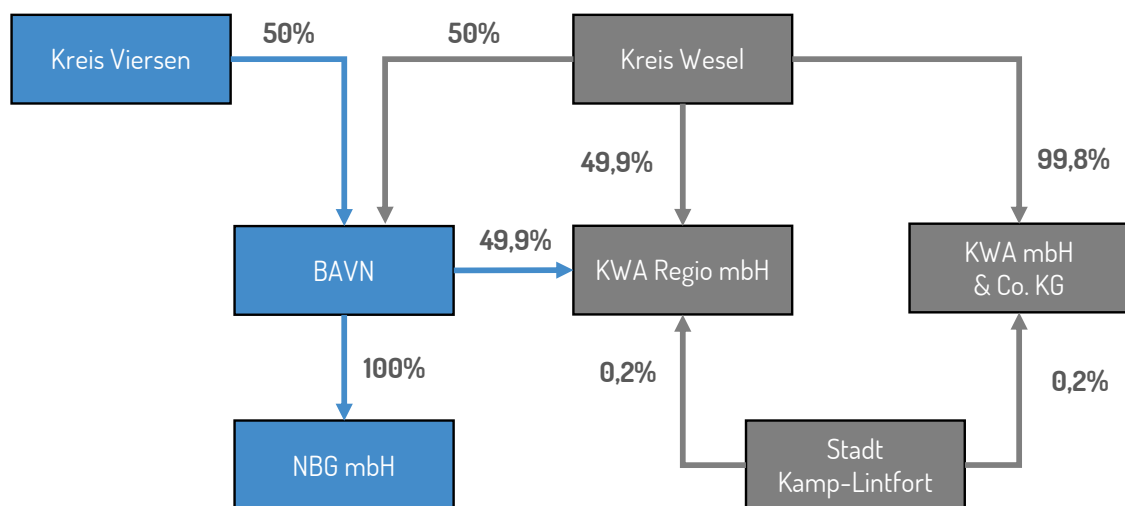 50%
50%
Kreis Viersen
Kreis Wesel
49,9%
99,8%
49,9%
BAVN
KWA Regio mbH
KWA mbH
& Co. KG
100%
0,2%
0,2%
NBG mbH
Stadt
Kamp-Lintfort